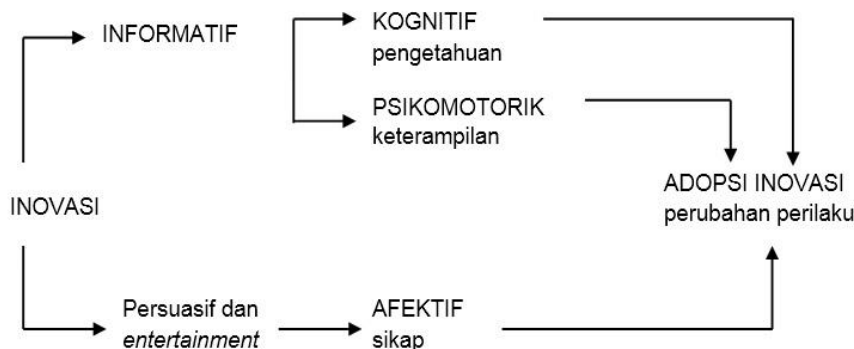 INFORMATIF
KOGNITIF
pengetahuan
PSIKOMOTORIK
keterampilan
INOVASI
ADOPSI INOVASI
perubahan perilaku
Persuasif dan
entertainment
AFEKTIF
sikap